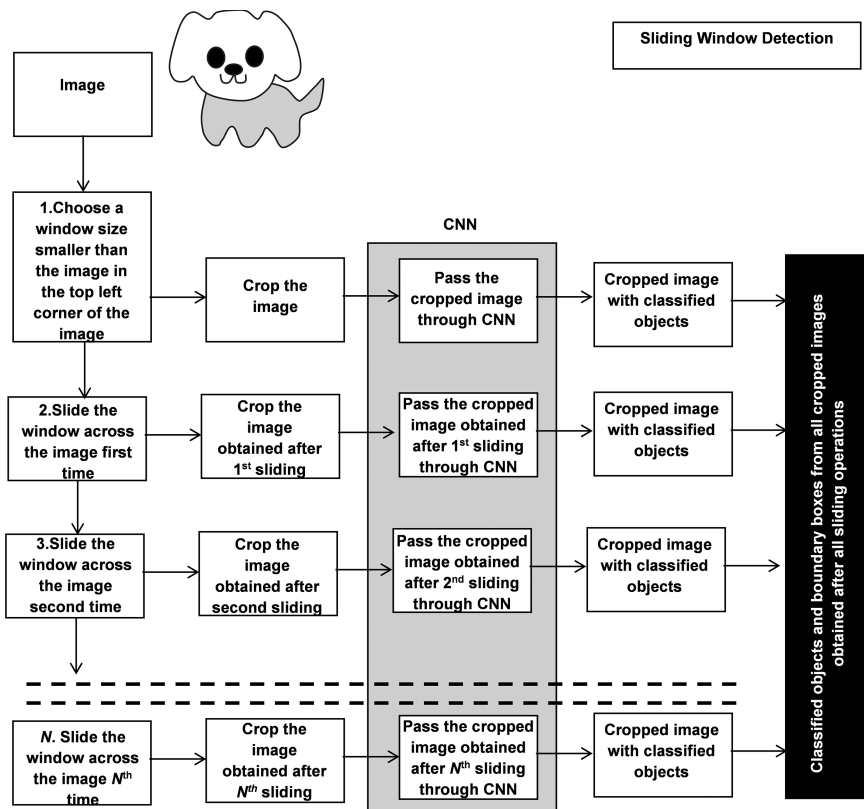 Sliding Window Detection
Image
1.Choose a
window size
smaller than
the image in
the top left
corner of the
image
Crop the
image
CNN
Pass the
cropped image
through CNN
Cropped image
with classified
objects
2.Slide the
window across
the image first
time
Crop the
image
obtained after
1st sliding
Pass the cropped
image obtained
after 1st sliding
through CNN
Cropped image
with classified
objects
3.Slide the
window across
the image
second time
Crop the
image
obtained after
second sliding
Pass the cropped
image obtained
after 2nd sliding
through CNN
Cropped image
with classified
objects
N. Slide the
window across
the image Nth
time
Crop the
image
obtained after
Nth sliding
Pass the cropped
image obtained
after Nth sliding
through CNN
Cropped image
with classified
objects
Classified objects and boundary boxes from all cropped images
obtained after all sliding operations